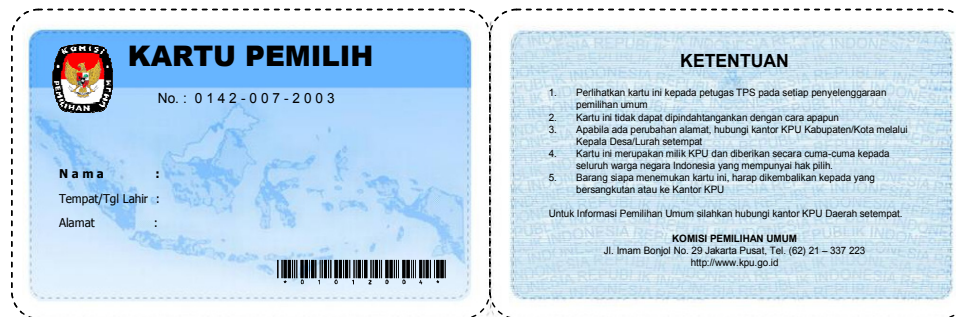 KOMISI
PEMILIHAN UMUM
KARTU PEMILIH
No. : 0142-007-2003
Nama :
Tempat/Tgl Lahir :
Alamat :
*01012004*
KETENTUAN
1. Perlihatkan kartu ini kepada petugas TPS pada setiap penyelenggaraan
pemilihan umum
2. Kartu ini tidak dapat dipindahtangankan dengan cara apapun
3. Apabila ada perubahan alamat, hubungi kantor KPU Kabupaten/Kota melalui
Kepala Desa/Lurah setempat
4. Kartu ini merupakan milik KPU dan diberikan secara cuma-cuma kepada
seluruh warga negara Indonesia yang mempunyai hak pilih.
5. Barang siapa menemukan kartu ini, harap dikembalikan kepada yang
bersangkutan atau ke Kantor KPU
Untuk Informasi Pemilihan Umum silahkan hubungi kantor KPU Daerah setempat.
KOMISI PEMILIHAN UMUM
Jl. Imam Bonjol No. 29 Jakarta Pusat, Tel. (62) 21 – 337 223
http://www.kpu.go.id